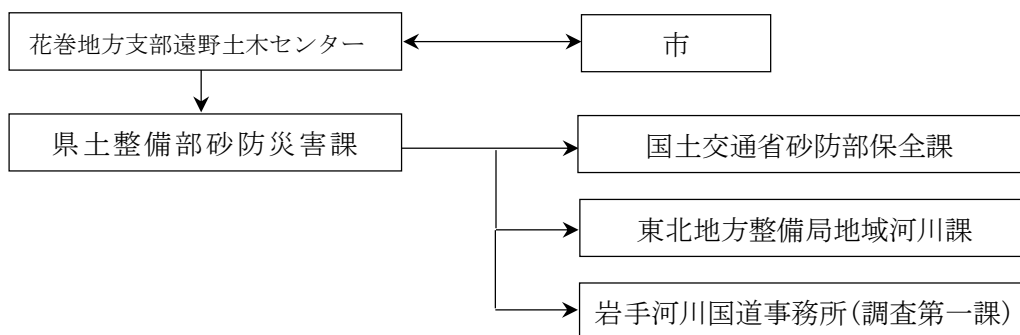 花巻地方支部遠野土木センター
市
県土整備部砂防災害課
国土交通省砂防部保全課
東北地方整備局地域河川課
岩手河川国道事務所(調査第一課)